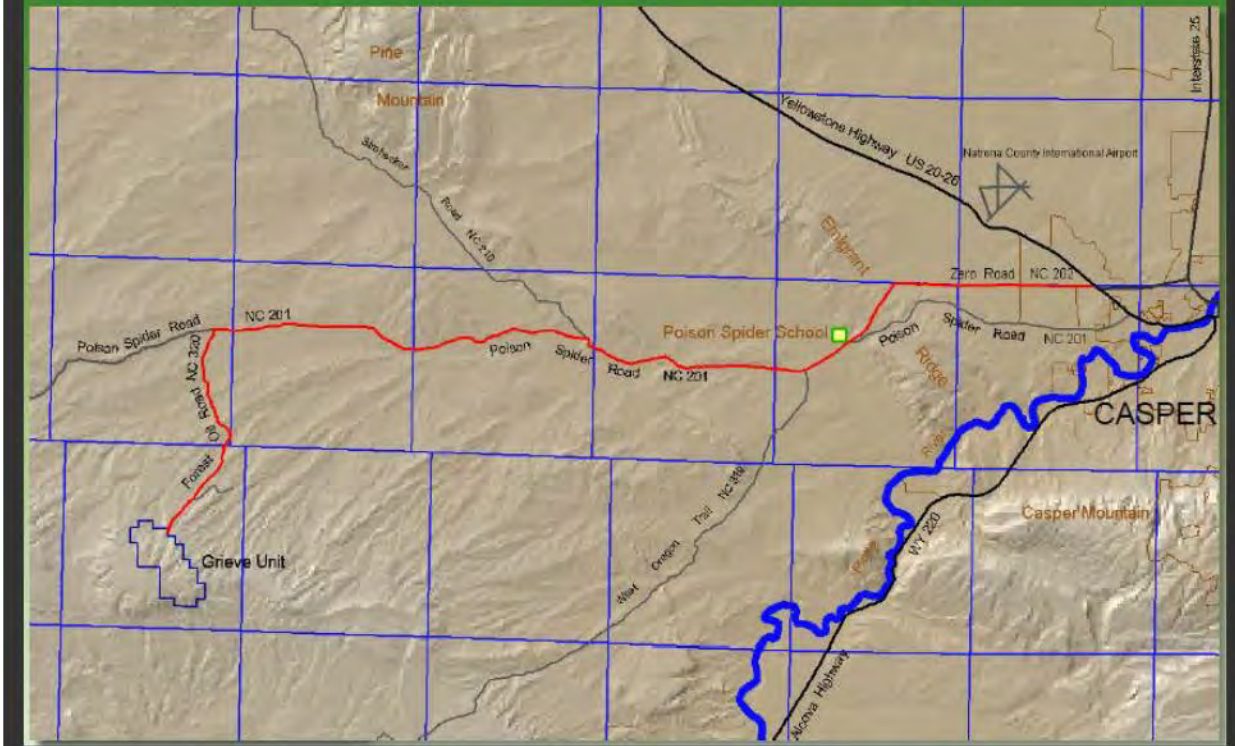 Pine
Mountain
Interstate 25
Yellowstone Highway US 20-26
Natrona County International Airport
Road NC 210
Emigrant
Zero Road NC 202
Poison Spider Road
NC 201
Poison Spider School
Poison Spider Road NC 201
Poison Spider Road NC 201
Ridge
Forest Oil Road NC 320
CASPER
River
Platte
West Oregon Trail NC 319
WY 220
Casper Mountain
Grieve Unit
Alcova Highway